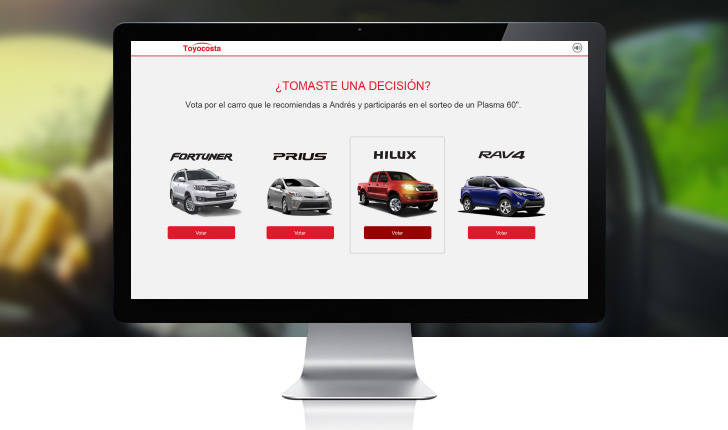 Toyocosta
¿TOMASTE UNA DECISIÓN?
Vota por el carro que le recomiendas a Andrés y participarás en el sorteo de un Plasma 60".
FORTUNER PRIUS HILUX RAV4
Votar Votar Votar Votar